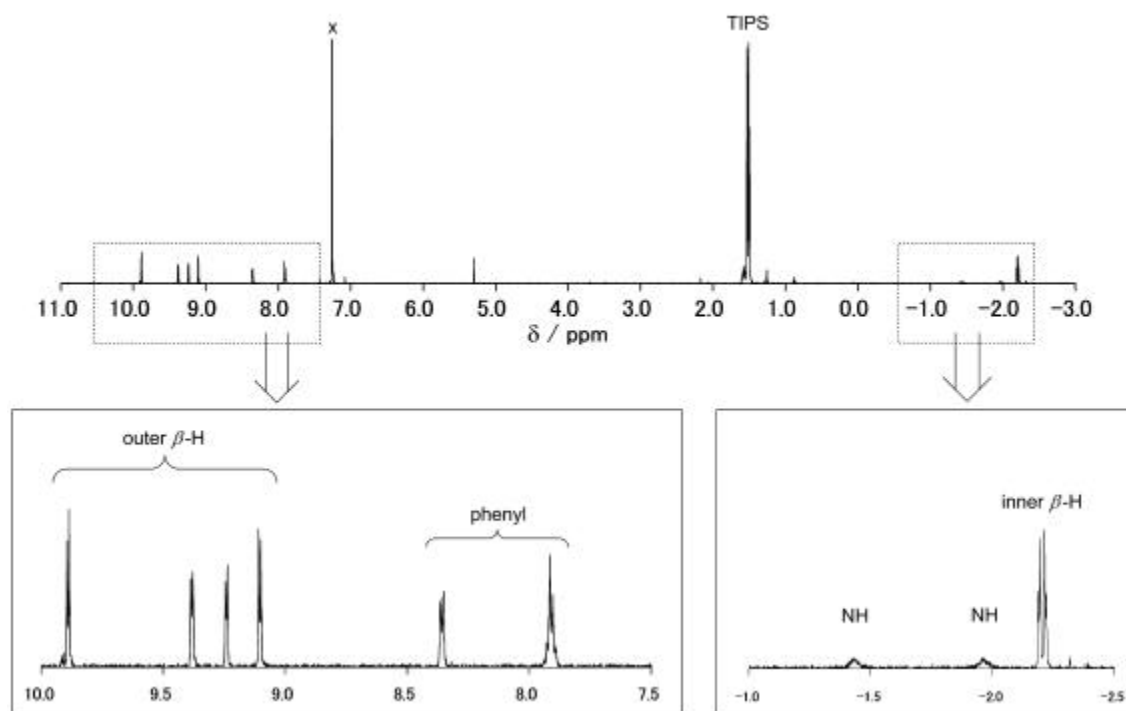 x
TIPS
11.0 10.0 9.0 8.0 7.0 6.0 5.0 4.0 3.0 2.0 1.0 0.0 −1.0 −2.0 −3.0
δ / ppm
outer β-H
phenyl
10.0 9.5 9.0 8.5 8.0 7.5
inner β-H
NH NH
−1.0 −1.5 −2.0 −2.5